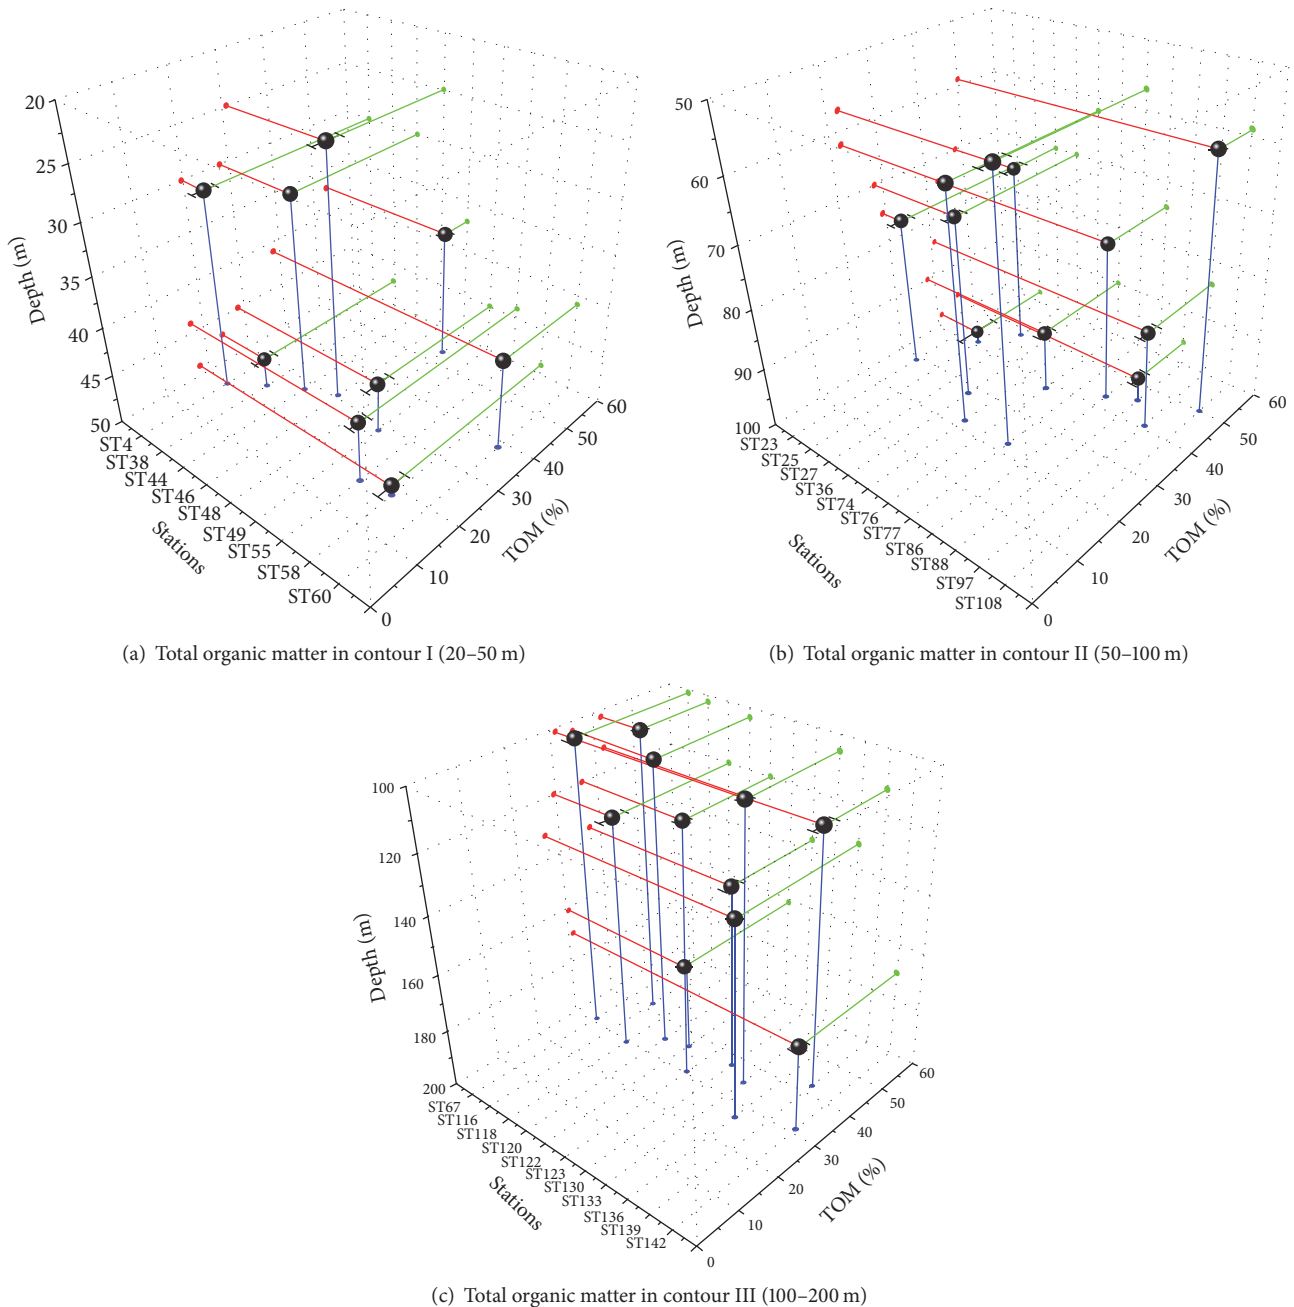 20
25
30
35
40
45
50
Depth (m)
ST4
ST38
ST44
ST46
ST48
ST49
ST55
ST58
ST60
Stations
0
10
20
30
40
50
60
TOM (%)
(a) Total organic matter in contour I (20–50 m)
50
60
70
80
90
100
Depth (m)
ST23
ST25
ST27
ST36
ST74
ST76
ST77
ST86
ST88
ST97
ST108
Stations
0
10
20
30
40
50
60
TOM (%)
(b) Total organic matter in contour II (50–100 m)
100
120
140
160
180
200
Depth (m)
ST67
ST116
ST118
ST120
ST122
ST123
ST130
ST133
ST136
ST139
ST142
Stations
0
10
20
30
40
50
60
TOM (%)
(c) Total organic matter in contour III (100–200 m)